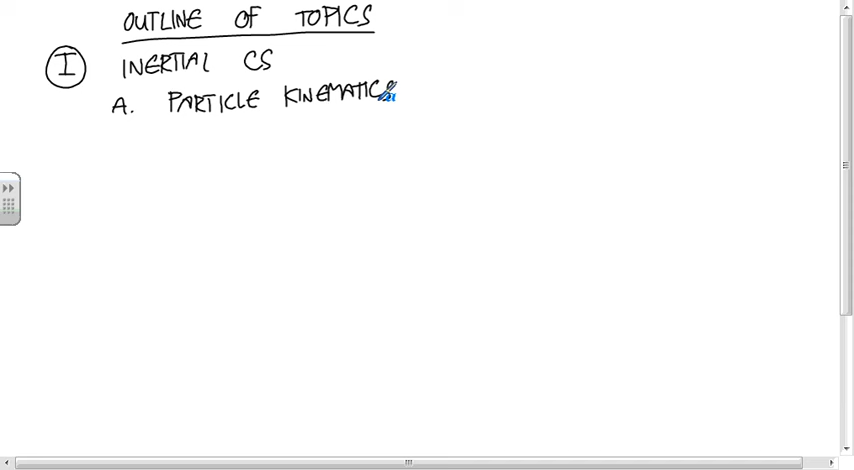 OUTLINE OF TOPICS
I INERTIAL CS
A. PARTICLE KINEMATICS